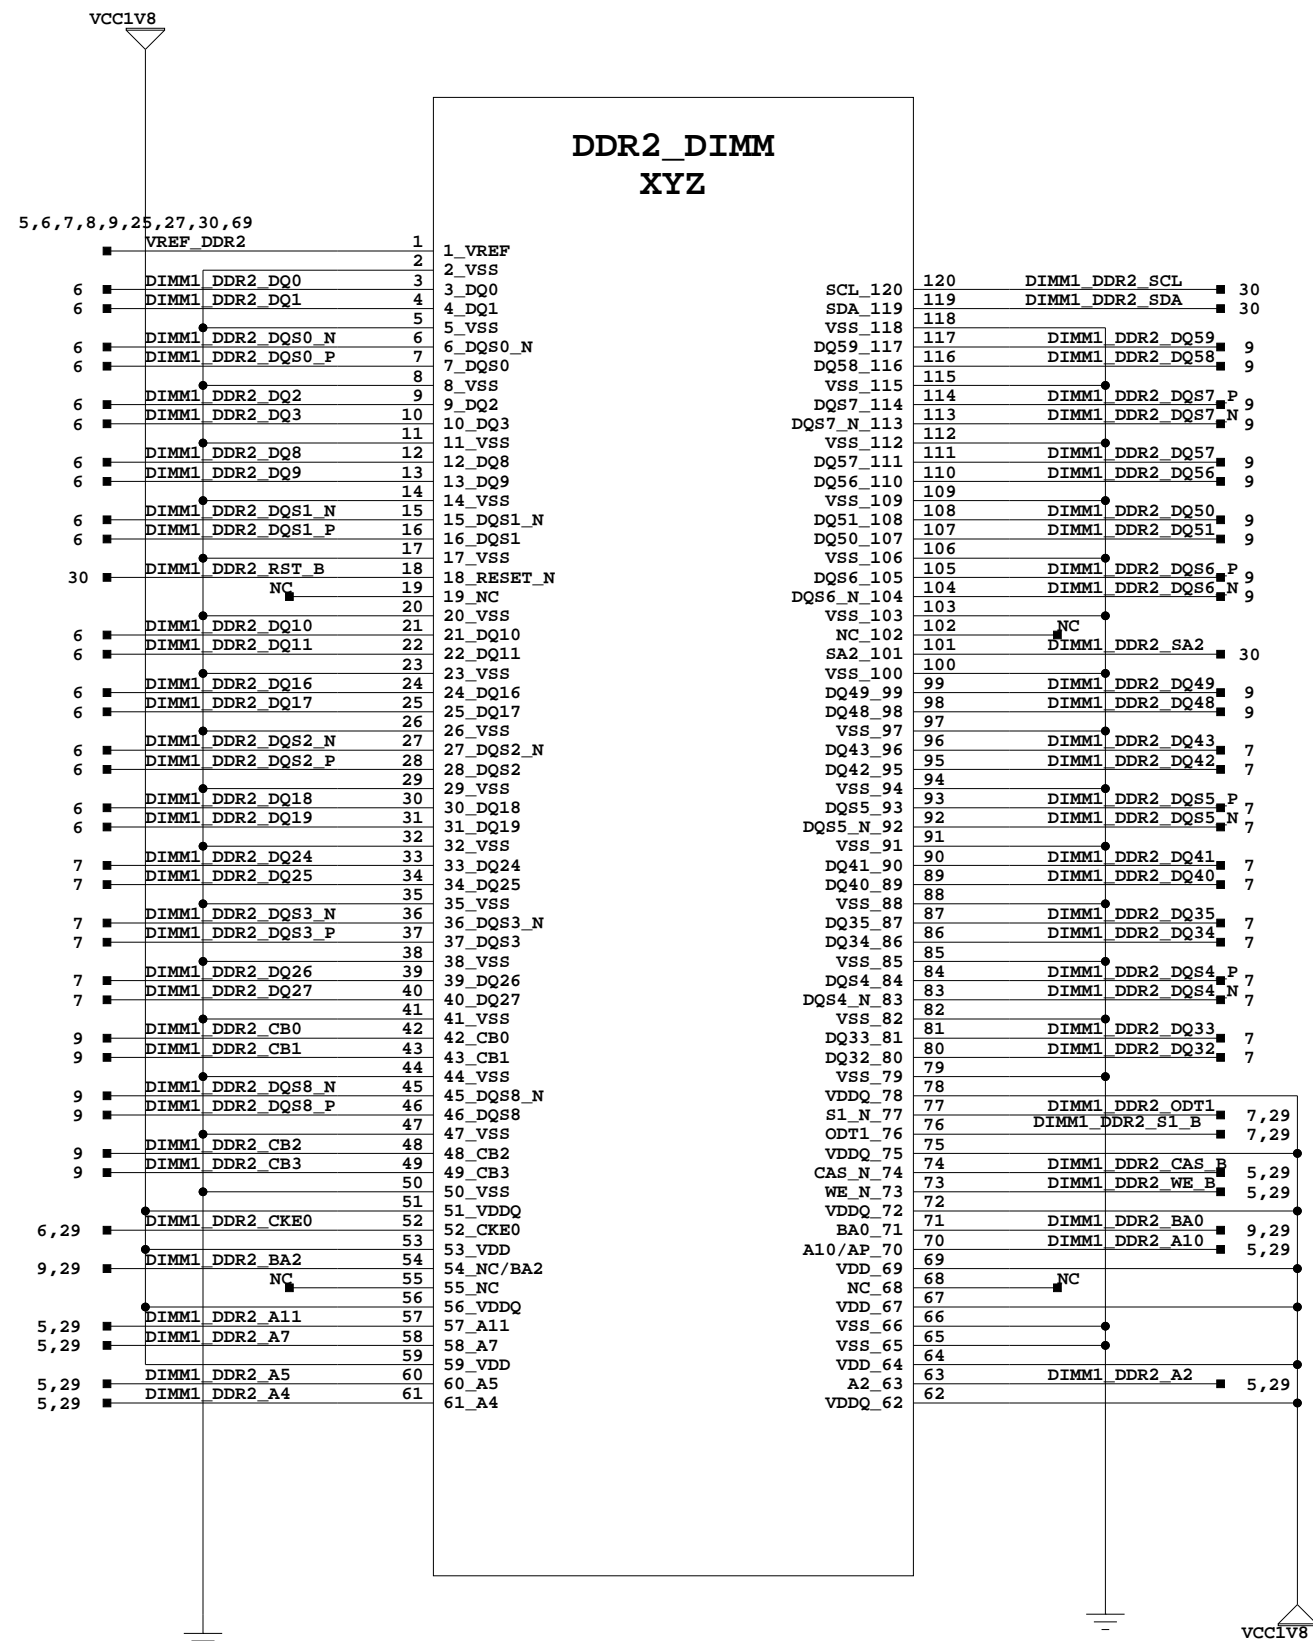 VCC1V8
DDR2_DIMM
XYZ
5,6,7,8,9,25,27,30,69
VREF_DDR2 1 1_VREF
2 2_VSS
6 DIMM1_DDR2_DQ0 3 3_DQ0
6 DIMM1_DDR2_DQ1 4 4_DQ1
5 5_VSS
6 DIMM1_DDR2_DQS0_N 6 6_DQS0_N
6 DIMM1_DDR2_DQS0_P 7 7_DQS0
8 8_VSS
6 DIMM1_DDR2_DQ2 9 9_DQ2
6 DIMM1_DDR2_DQ3 10 10_DQ3
11 11_VSS
6 DIMM1_DDR2_DQ8 12 12_DQ8
6 DIMM1_DDR2_DQ9 13 13_DQ9
14 14_VSS
6 DIMM1_DDR2_DQS1_N 15 15_DQS1_N
6 DIMM1_DDR2_DQS1_P 16 16_DQS1
17 17_VSS
30 DIMM1_DDR2_RST_B 18 18_RESET_N
NC 19 19_NC
20 20_VSS
6 DIMM1_DDR2_DQ10 21 21_DQ10
6 DIMM1_DDR2_DQ11 22 22_DQ11
23 23_VSS
6 DIMM1_DDR2_DQ16 24 24_DQ16
6 DIMM1_DDR2_DQ17 25 25_DQ17
26 26_VSS
6 DIMM1_DDR2_DQS2_N 27 27_DQS2_N
6 DIMM1_DDR2_DQS2_P 28 28_DQS2
29 29_VSS
6 DIMM1_DDR2_DQ18 30 30_DQ18
6 DIMM1_DDR2_DQ19 31 31_DQ19
32 32_VSS
7 DIMM1_DDR2_DQ24 33 33_DQ24
7 DIMM1_DDR2_DQ25 34 34_DQ25
35 35_VSS
7 DIMM1_DDR2_DQS3_N 36 36_DQS3_N
7 DIMM1_DDR2_DQS3_P 37 37_DQS3
38 38_VSS
7 DIMM1_DDR2_DQ26 39 39_DQ26
7 DIMM1_DDR2_DQ27 40 40_DQ27
41 41_VSS
9 DIMM1_DDR2_CB0 42 42_CB0
9 DIMM1_DDR2_CB1 43 43_CB1
44 44_VSS
9 DIMM1_DDR2_DQS8_N 45 45_DQS8_N
9 DIMM1_DDR2_DQS8_P 46 46_DQS8
47 47_VSS
9 DIMM1_DDR2_CB2 48 48_CB2
9 DIMM1_DDR2_CB3 49 49_CB3
50 50_VSS
51 51_VDDQ
6,29 DIMM1_DDR2_CKE0 52 52_CKE0
53 53_VDD
9,29 DIMM1_DDR2_BA2 54 54_NC/BA2
NC 55 55_NC
56 56_VDDQ
5,29 DIMM1_DDR2_A11 57 57_A11
5,29 DIMM1_DDR2_A7 58 58_A7
59 59_VDD
5,29 DIMM1_DDR2_A5 60 60_A5
5,29 DIMM1_DDR2_A4 61 61_A4
SCL_120 120 DIMM1_DDR2_SCL 30
SDA_119 119 DIMM1_DDR2_SDA 30
VSS_118 118
DQ59_117 117 DIMM1_DDR2_DQ59 9
DQ58_116 116 DIMM1_DDR2_DQ58 9
VSS_115 115
DQS7_114 114 DIMM1_DDR2_DQS7_P 9
DQS7_N_113 113 DIMM1_DDR2_DQS7_N 9
VSS_112 112
DQ57_111 111 DIMM1_DDR2_DQ57 9
DQ56_110 110 DIMM1_DDR2_DQ56 9
VSS_109 109
DQ51_108 108 DIMM1_DDR2_DQ50 9
DQ50_107 107 DIMM1_DDR2_DQ51 9
VSS_106 106
DQS6_105 105 DIMM1_DDR2_DQS6_P 9
DQS6_N_104 104 DIMM1_DDR2_DQS6_N 9
VSS_103 103
NC_102 102 NC
SA2_101 101 DIMM1_DDR2_SA2 30
VSS_100 100
DQ49_99 99 DIMM1_DDR2_DQ49 9
DQ48_98 98 DIMM1_DDR2_DQ48 9
VSS_97 97
DQ43_96 96 DIMM1_DDR2_DQ43 7
DQ42_95 95 DIMM1_DDR2_DQ42 7
VSS_94 94
DQS5_93 93 DIMM1_DDR2_DQS5_P 7
DQS5_N_92 92 DIMM1_DDR2_DQS5_N 7
VSS_91 91
DQ41_90 90 DIMM1_DDR2_DQ41 7
DQ40_89 89 DIMM1_DDR2_DQ40 7
VSS_88 88
DQ35_87 87 DIMM1_DDR2_DQ35 7
DQ34_86 86 DIMM1_DDR2_DQ34 7
VSS_85 85
DQS4_84 84 DIMM1_DDR2_DQS4_P 7
DQS4_N_83 83 DIMM1_DDR2_DQS4_N 7
VSS_82 82
DQ33_81 81 DIMM1_DDR2_DQ33 7
DQ32_80 80 DIMM1_DDR2_DQ32 7
VSS_79 79
VDDQ_78 78
S1_N_77 77 DIMM1_DDR2_ODT1 7,29
ODT1_76 76 DIMM1_DDR2_S1_B 7,29
VDDQ_75 75
CAS_N_74 74 DIMM1_DDR2_CAS_B 5,29
WE_N_73 73 DIMM1_DDR2_WE_B 5,29
VDDQ_72 72
BA0_71 71 DIMM1_DDR2_BA0 9,29
A10/AP_70 70 DIMM1_DDR2_A10 5,29
VDD_69 69
NC_68 68 NC
VDD_67 67
VSS_66 66
VSS_65 65
VDD_64 64
A2_63 63 DIMM1_DDR2_A2 5,29
VDDQ_62 62
VCC1V8